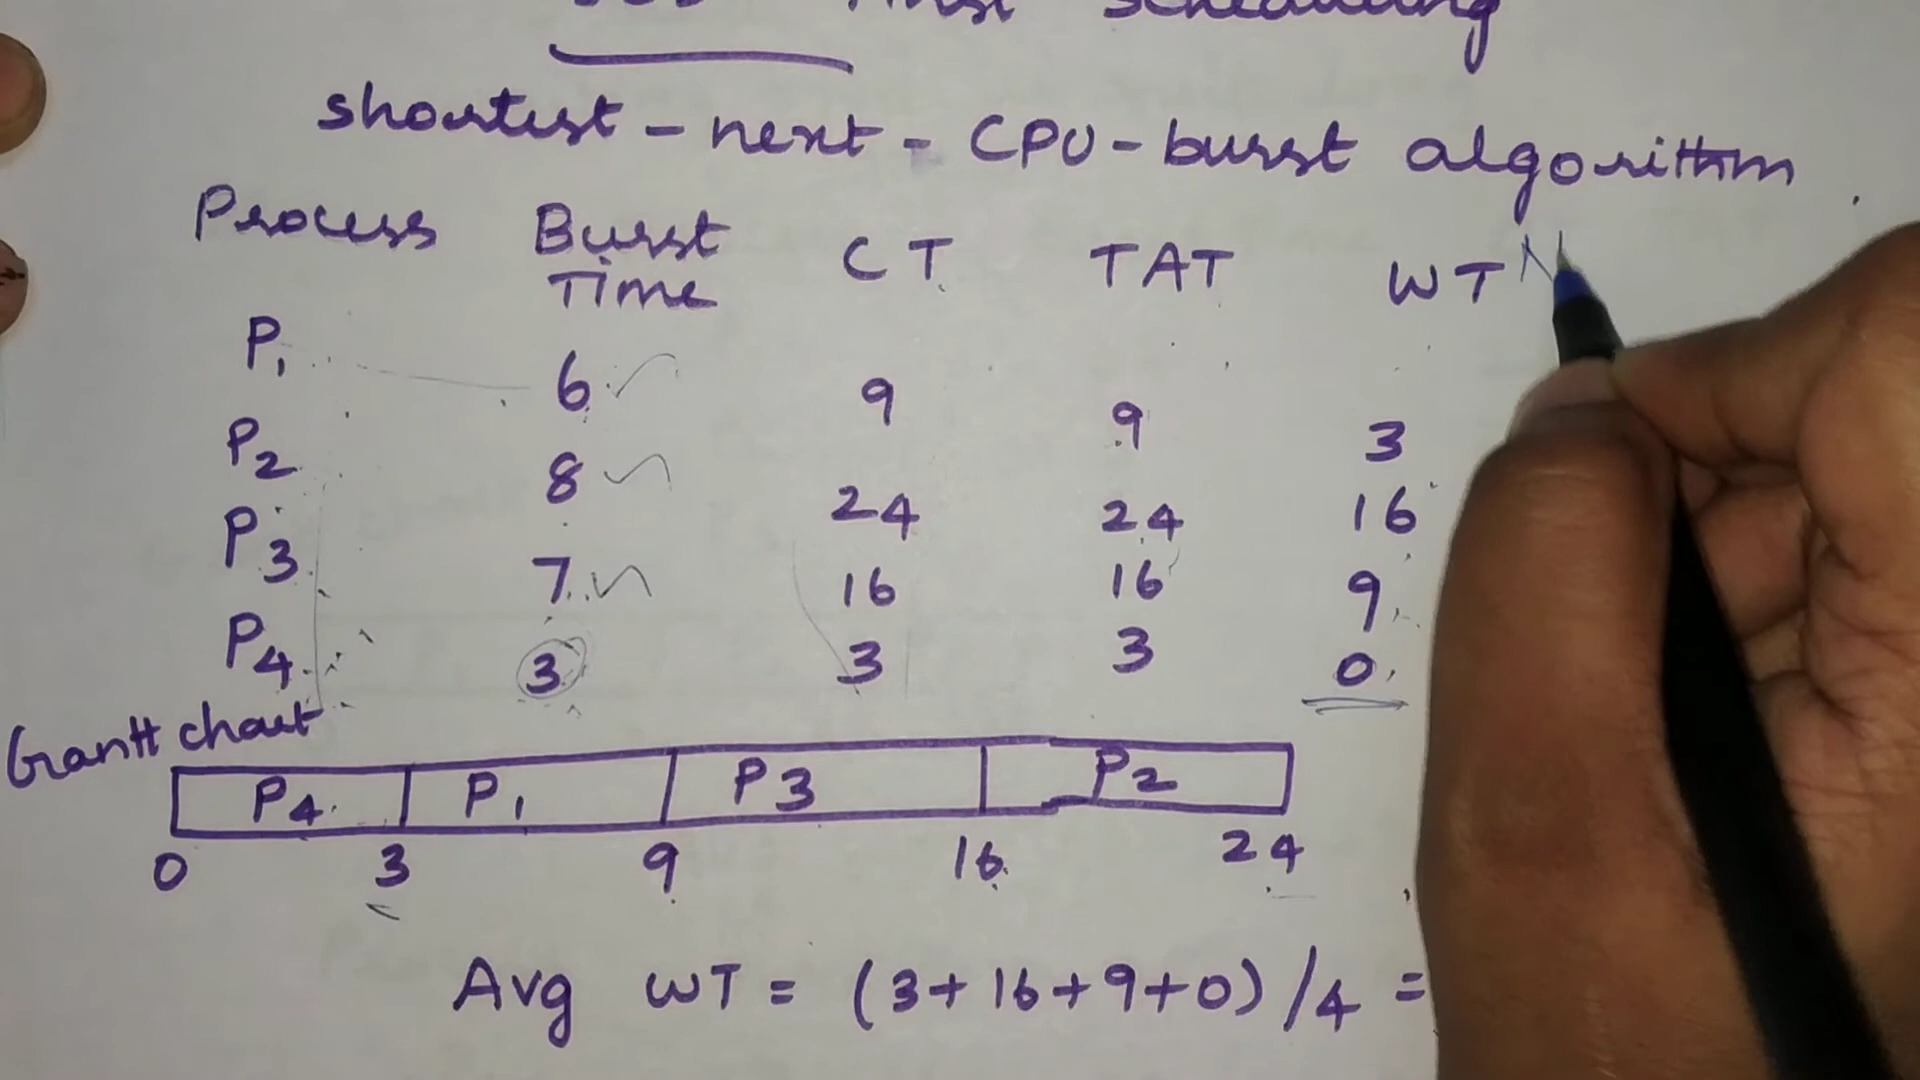 scheduling
shortest - next - CPU - burst algorithm
Process Burst Time CT TAT WT
P1 6 9 9 3
P2 8 24 24 16
P3 7 16 16 9
P4 3 3 3 0
Gantt chart
P4 P1 P3 P2
0 3 9 16 24
Avg WT = (3+16+9+0) /4 =